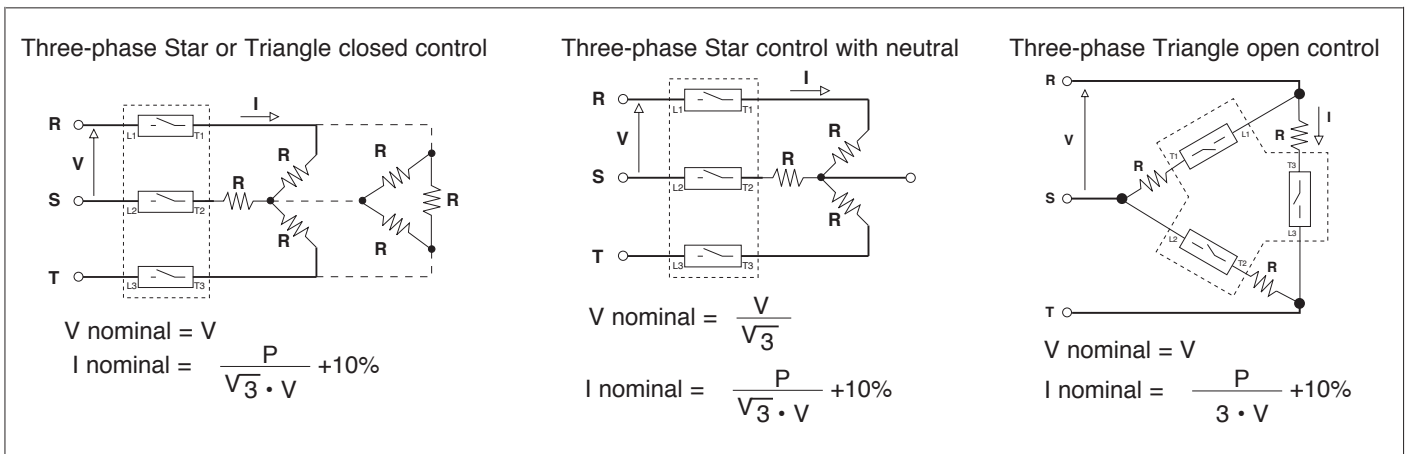 Three-phase Star or Triangle closed control
R
L1
T1
I
V
R
R
S
L2
T2
R
R
R
R
T
L3
T3
V nominal = V
I nominal = P / √3 • V +10%
Three-phase Star control with neutral
R
L1
T1
I
V
R
S
L2
T2
R
R
T
L3
T3
V nominal = V / √3
I nominal = P / √3 • V +10%
Three-phase Triangle open control
R
V
L1
T1
R
I
R
T3
S
L3
L2
T2
R
T
V nominal = V
I nominal = P / 3 • V +10%